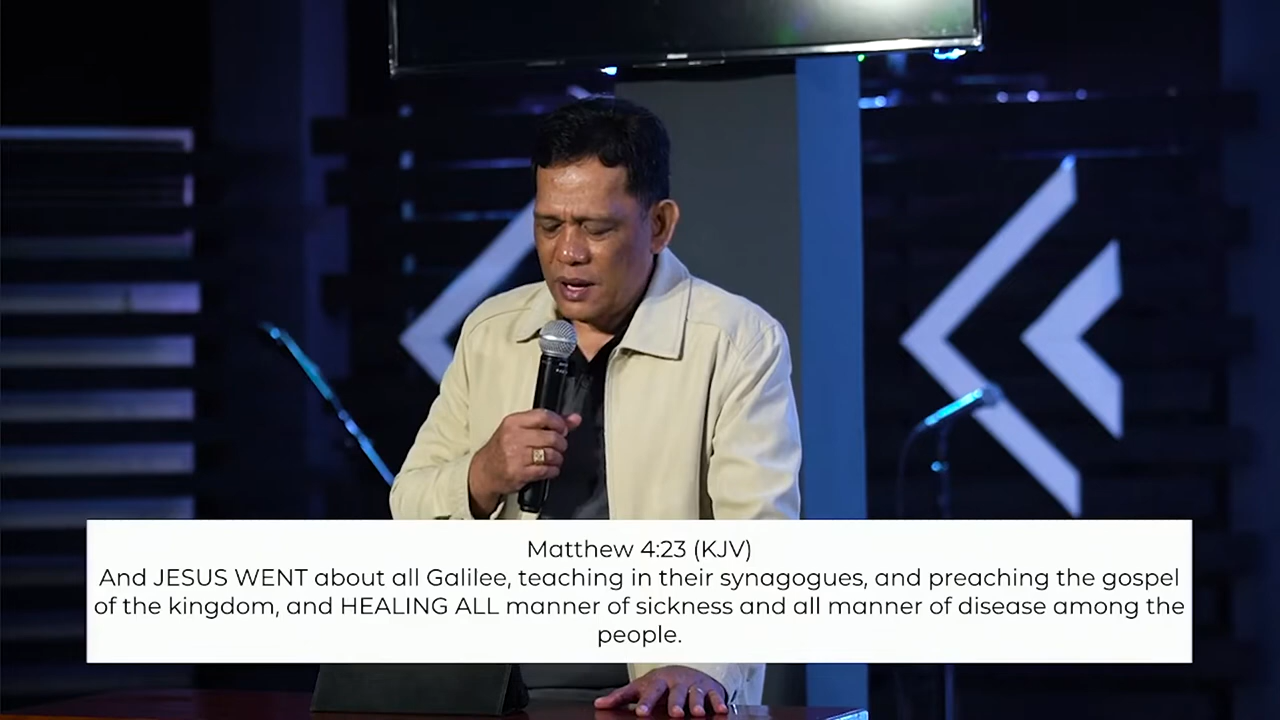 Matthew 4:23 (KJV)
And JESUS WENT about all Galilee, teaching in their synagogues, and preaching the gospel
of the kingdom, and HEALING ALL manner of sickness and all manner of disease among the
people.